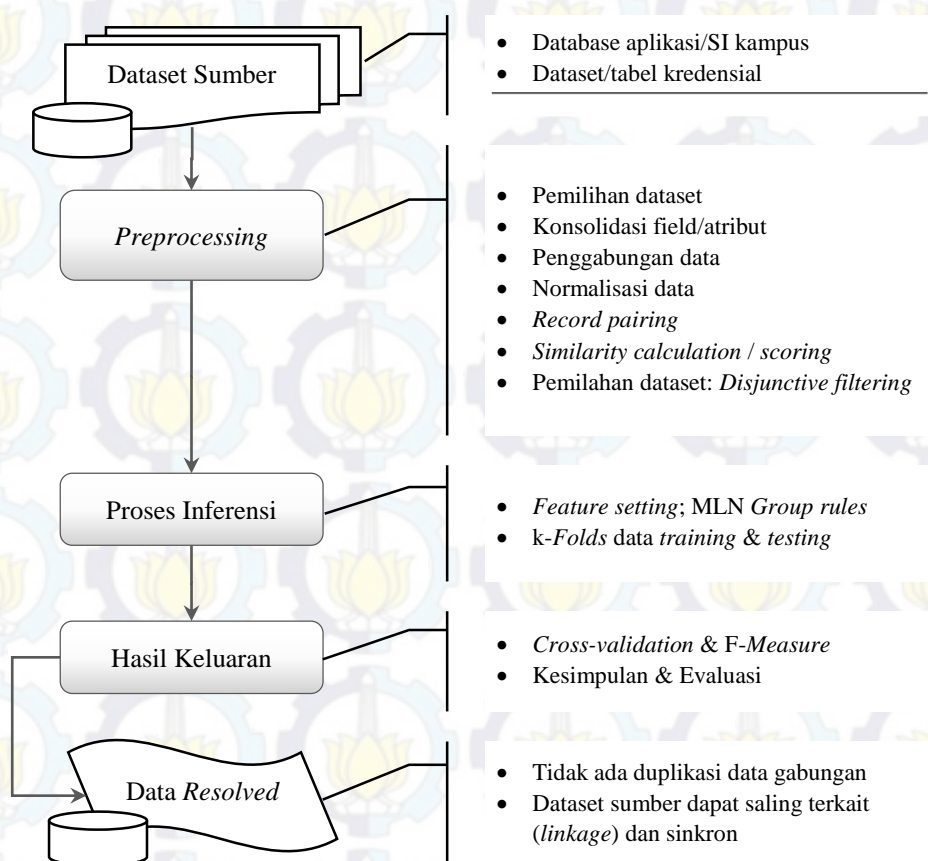 Dataset Sumber
• Database aplikasi/SI kampus
• Dataset/tabel kredensial
Preprocessing
• Pemilihan dataset
• Konsolidasi field/atribut
• Penggabungan data
• Normalisasi data
• Record pairing
• Similarity calculation / scoring
• Pemilahan dataset: Disjunctive filtering
Proses Inferensi
• Feature setting; MLN Group rules
• k-Folds data training & testing
Hasil Keluaran
• Cross-validation & F-Measure
• Kesimpulan & Evaluasi
Data Resolved
• Tidak ada duplikasi data gabungan
• Dataset sumber dapat saling terkait
(linkage) dan sinkron